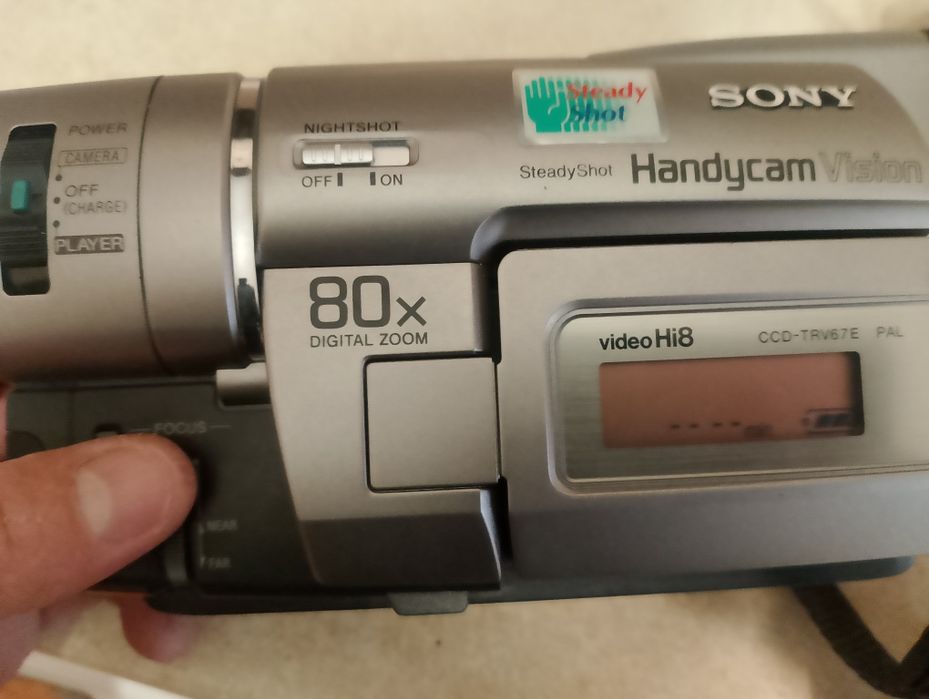 POWER
CAMERA
OFF
(CHARGE)
PLAYER
NIGHTSHOT
OFF ON
Steady
Shot
SONY
SteadyShot Handycam Vision
80x
DIGITAL ZOOM
video Hi8 CCD-TRV67E PAL
FOCUS
NEAR
FAR